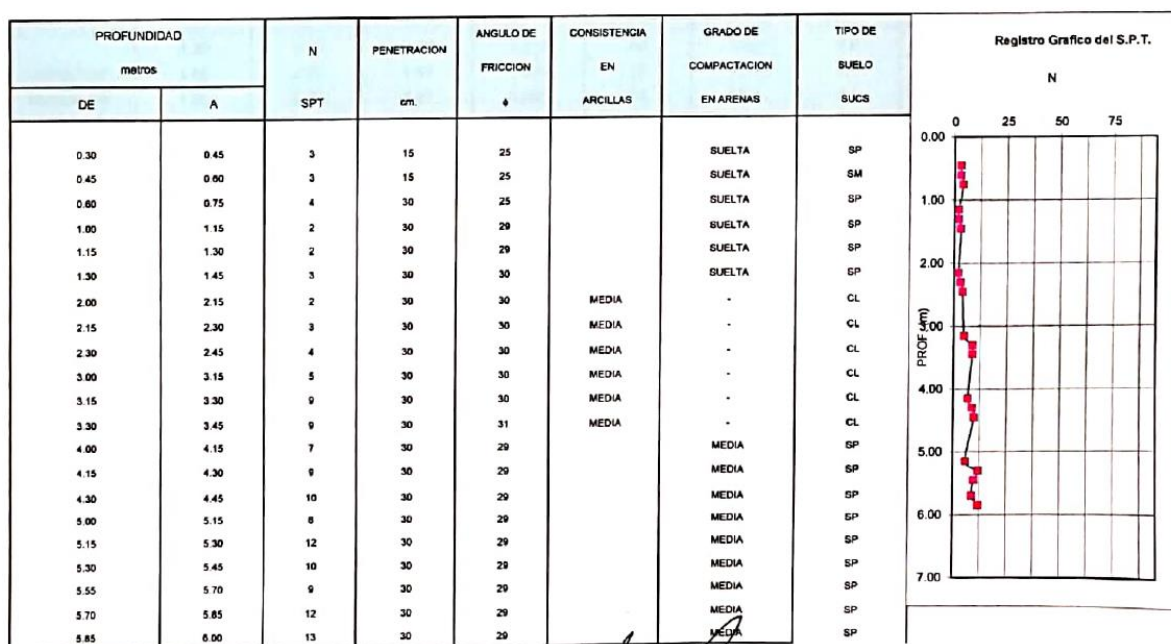 PROFUNDIDAD metros N PENETRACION ANGULO DE FRICCION CONSISTENCIA EN ARCILLAS GRADO DE COMPACTACION EN ARENAS TIPO DE SUELO
DE A SPT cm. ϕ SUCS
0.30 0.45 3 15 25 SUELTA SP
0.45 0.60 3 15 25 SUELTA SM
0.60 0.75 4 30 25 SUELTA SP
1.00 1.15 2 30 29 SUELTA SP
1.15 1.30 2 30 29 SUELTA SP
1.30 1.45 3 30 30 SUELTA SP
2.00 2.15 2 30 30 MEDIA - CL
2.15 2.30 3 30 30 MEDIA - CL
2.30 2.45 4 30 30 MEDIA - CL
3.00 3.15 5 30 30 MEDIA - CL
3.15 3.30 9 30 30 MEDIA - CL
3.30 3.45 9 30 31 MEDIA - CL
4.00 4.15 7 30 29 MEDIA SP
4.15 4.30 9 30 29 MEDIA SP
4.30 4.45 10 30 29 MEDIA SP
5.00 5.15 6 30 29 MEDIA SP
5.15 5.30 12 30 29 MEDIA SP
5.30 5.45 10 30 29 MEDIA SP
5.55 5.70 9 30 29 MEDIA SP
5.70 5.85 12 30 29 MEDIA SP
5.85 6.00 13 30 29 MEDIA SP
Registro Grafico del S.P.T.
N
0 25 50 75
0.00
1.00
2.00
3.00
4.00
5.00
6.00
7.00
PROF (m)